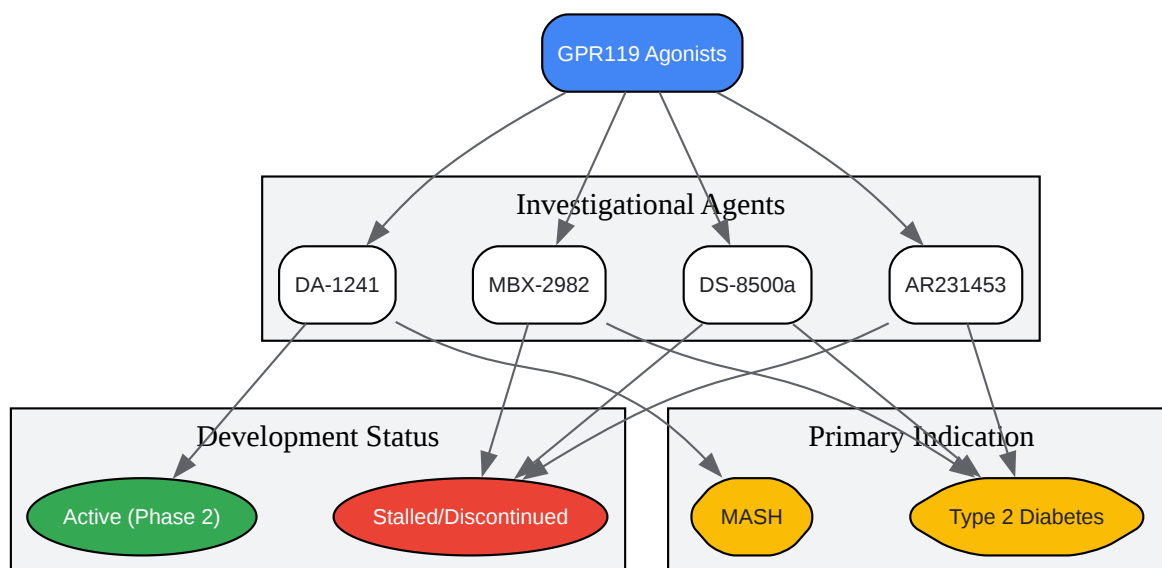 GPR119 Agonists
Investigational Agents
DA-1241
MBX-2982
DS-8500a
AR231453
Development Status
Primary Indication
Active (Phase 2)
Stalled/Discontinued
MASH
Type 2 Diabetes